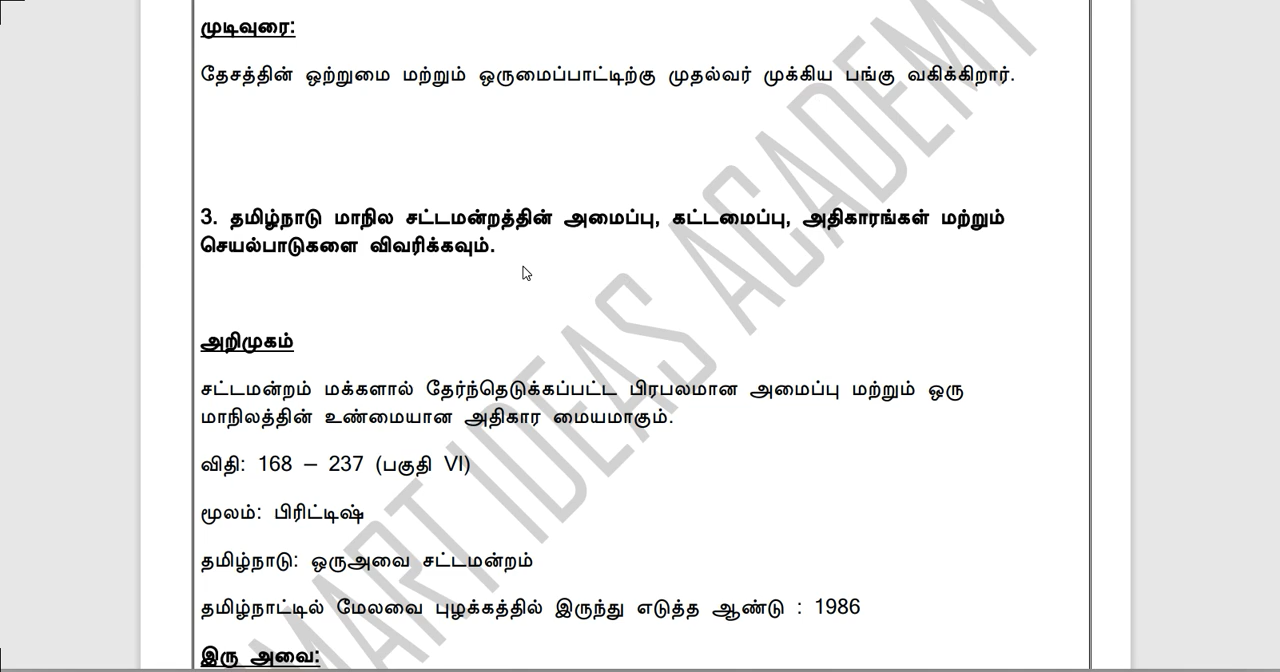 முடிவுரை:
தேசத்தின் ஒற்றுமை மற்றும் ஒருமைப்பாட்டிற்கு முதல்வர் முக்கிய பங்கு வகிக்கிறார்.
3. தமிழ்நாடு மாநில சட்டமன்றத்தின் அமைப்பு, கட்டமைப்பு, அதிகாரங்கள் மற்றும்
செயல்பாடுகளை விவரிக்கவும்.
அறிமுகம்
சட்டமன்றம் மக்களால் தேர்ந்தெடுக்கப்பட்ட பிரபலமான அமைப்பு மற்றும் ஒரு
மாநிலத்தின் உண்மையான அதிகார மையமாகும்.
விதி: 168 – 237 (பகுதி VI)
மூலம்: பிரிட்டிஷ்
தமிழ்நாடு: ஒருஅவை சட்டமன்றம்
தமிழ்நாட்டில் மேலவை புழக்கத்தில் இருந்து எடுத்த ஆண்டு : 1986
இரு அவை:
MART IDEAS ACADEMY